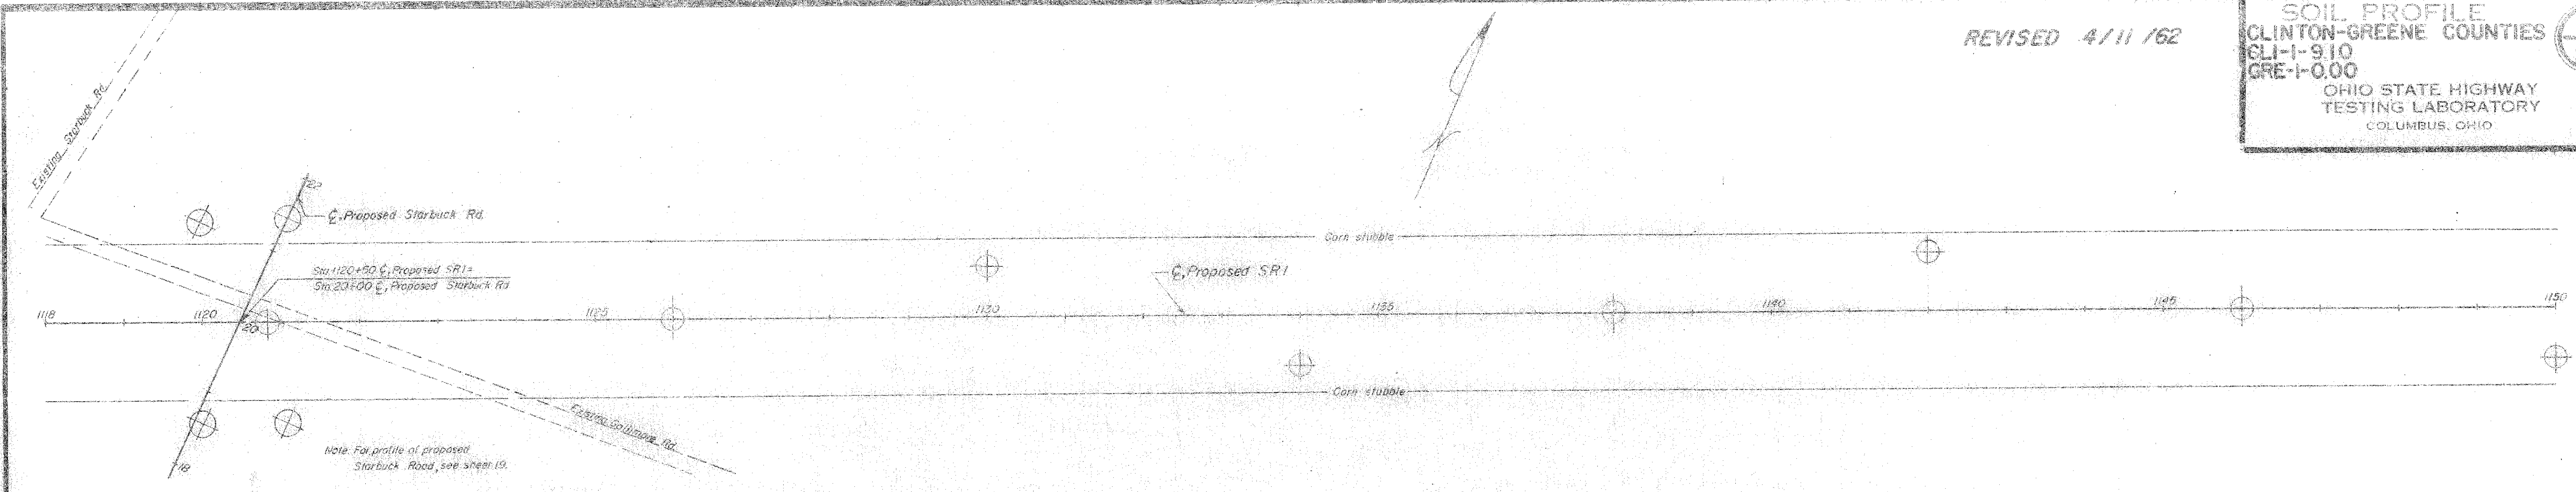 SOIL PROFILE
CLINTON-GREENE COUNTIES
CLI-1-9.10
GRE-1-0.00
OHIO STATE HIGHWAY
TESTING LABORATORY
COLUMBUS, OHIO
REVISED 4/11/62
Existing Starbuck Rd.
N
22
℄, Proposed Starbuck Rd.
Corn stubble
Sta. 1120+50 ℄, Proposed SR1=
Sta. 20+00 ℄, Proposed Starbuck Rd
℄, Proposed SR1
1118
1120
20
1125
1130
1135
1140
1145
1150
Corn stubble
Existing Rd.
Note: For profile of proposed
Starbuck Road, see sheet 19.
18